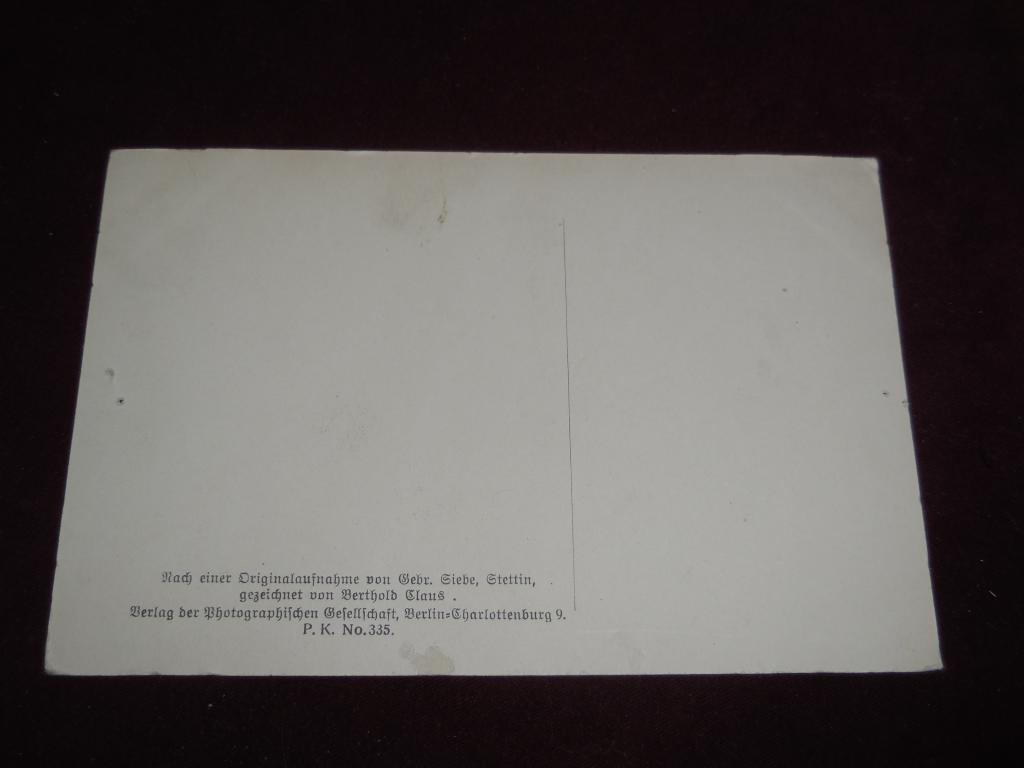 Nach einer Originalaufnahme von Gebr. Siebe, Stettin,
gezeichnet von Berthold Claus .
Verlag der Photographischen Gesellschaft, Berlin=Charlottenburg 9.
P. K. No. 335.